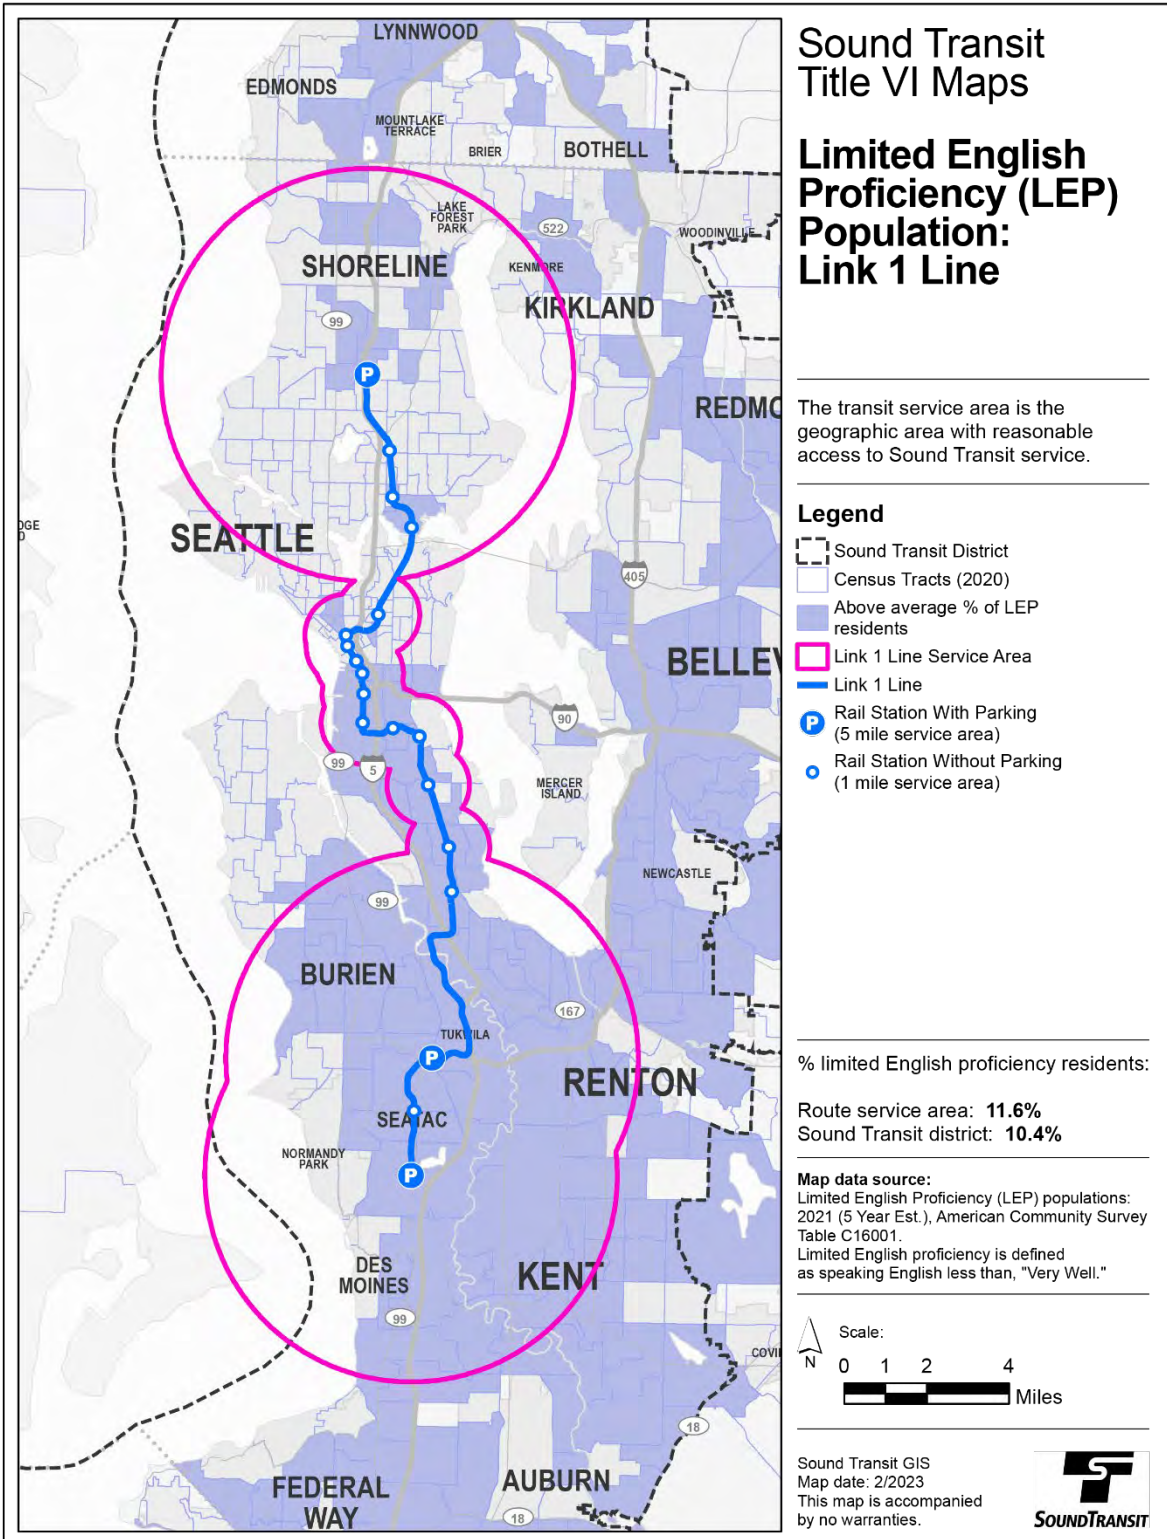 LYNNWOOD
EDMONDS
MOUNTLAKE
TERRACE
BRIER
BOTHELL
LAKE
FOREST
PARK
522
WOODINVILLE
SHORELINE
KENMORE
KIRKLAND
99
P
REDMO
DGE
SEATTLE
405
BELLEV
90
99
5
MERCER
ISLAND
NEWCASTLE
99
BURIEN
167
TUKWILA
P
RENTON
SEATAC
NORMANDY
PARK
P
DES
MOINES
KENT
99
COVI
18
FEDERAL
WAY
AUBURN
18
Sound Transit
Title VI Maps
Limited English
Proficiency (LEP)
Population:
Link 1 Line
The transit service area is the
geographic area with reasonable
access to Sound Transit service.
Legend
Sound Transit District
Census Tracts (2020)
Above average % of LEP
residents
Link 1 Line Service Area
Link 1 Line
P
Rail Station With Parking
(5 mile service area)
Rail Station Without Parking
(1 mile service area)
% limited English proficiency residents:
Route service area: 11.6%
Sound Transit district: 10.4%
Map data source:
Limited English Proficiency (LEP) populations:
2021 (5 Year Est.), American Community Survey
Table C16001.
Limited English proficiency is defined
as speaking English less than, "Very Well."
N
Scale:
0 1 2 4
Miles
Sound Transit GIS
Map date: 2/2023
This map is accompanied
by no warranties.
T
S
SOUNDTRANSIT